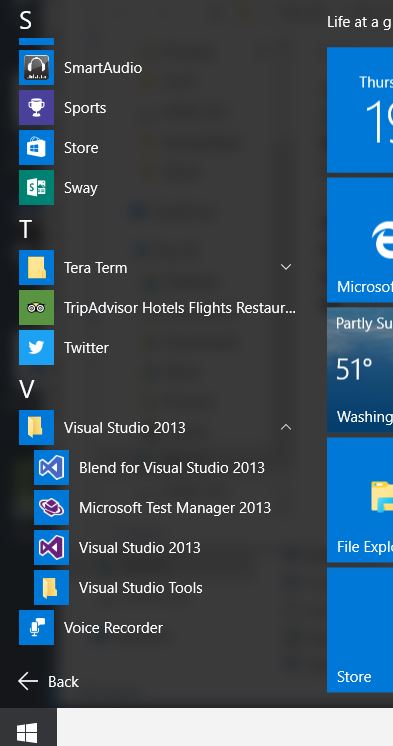 S
SmartAudio
Sports
Store
Sway
T
Tera Term
TripAdvisor Hotels Flights Restaur...
Twitter
V
Visual Studio 2013
Blend for Visual Studio 2013
Microsoft Test Manager 2013
Visual Studio 2013
Visual Studio Tools
Voice Recorder
Back
Life at a g
Thurs
19
Microsof
Partly Su
51°
Washing
File Explo
Store